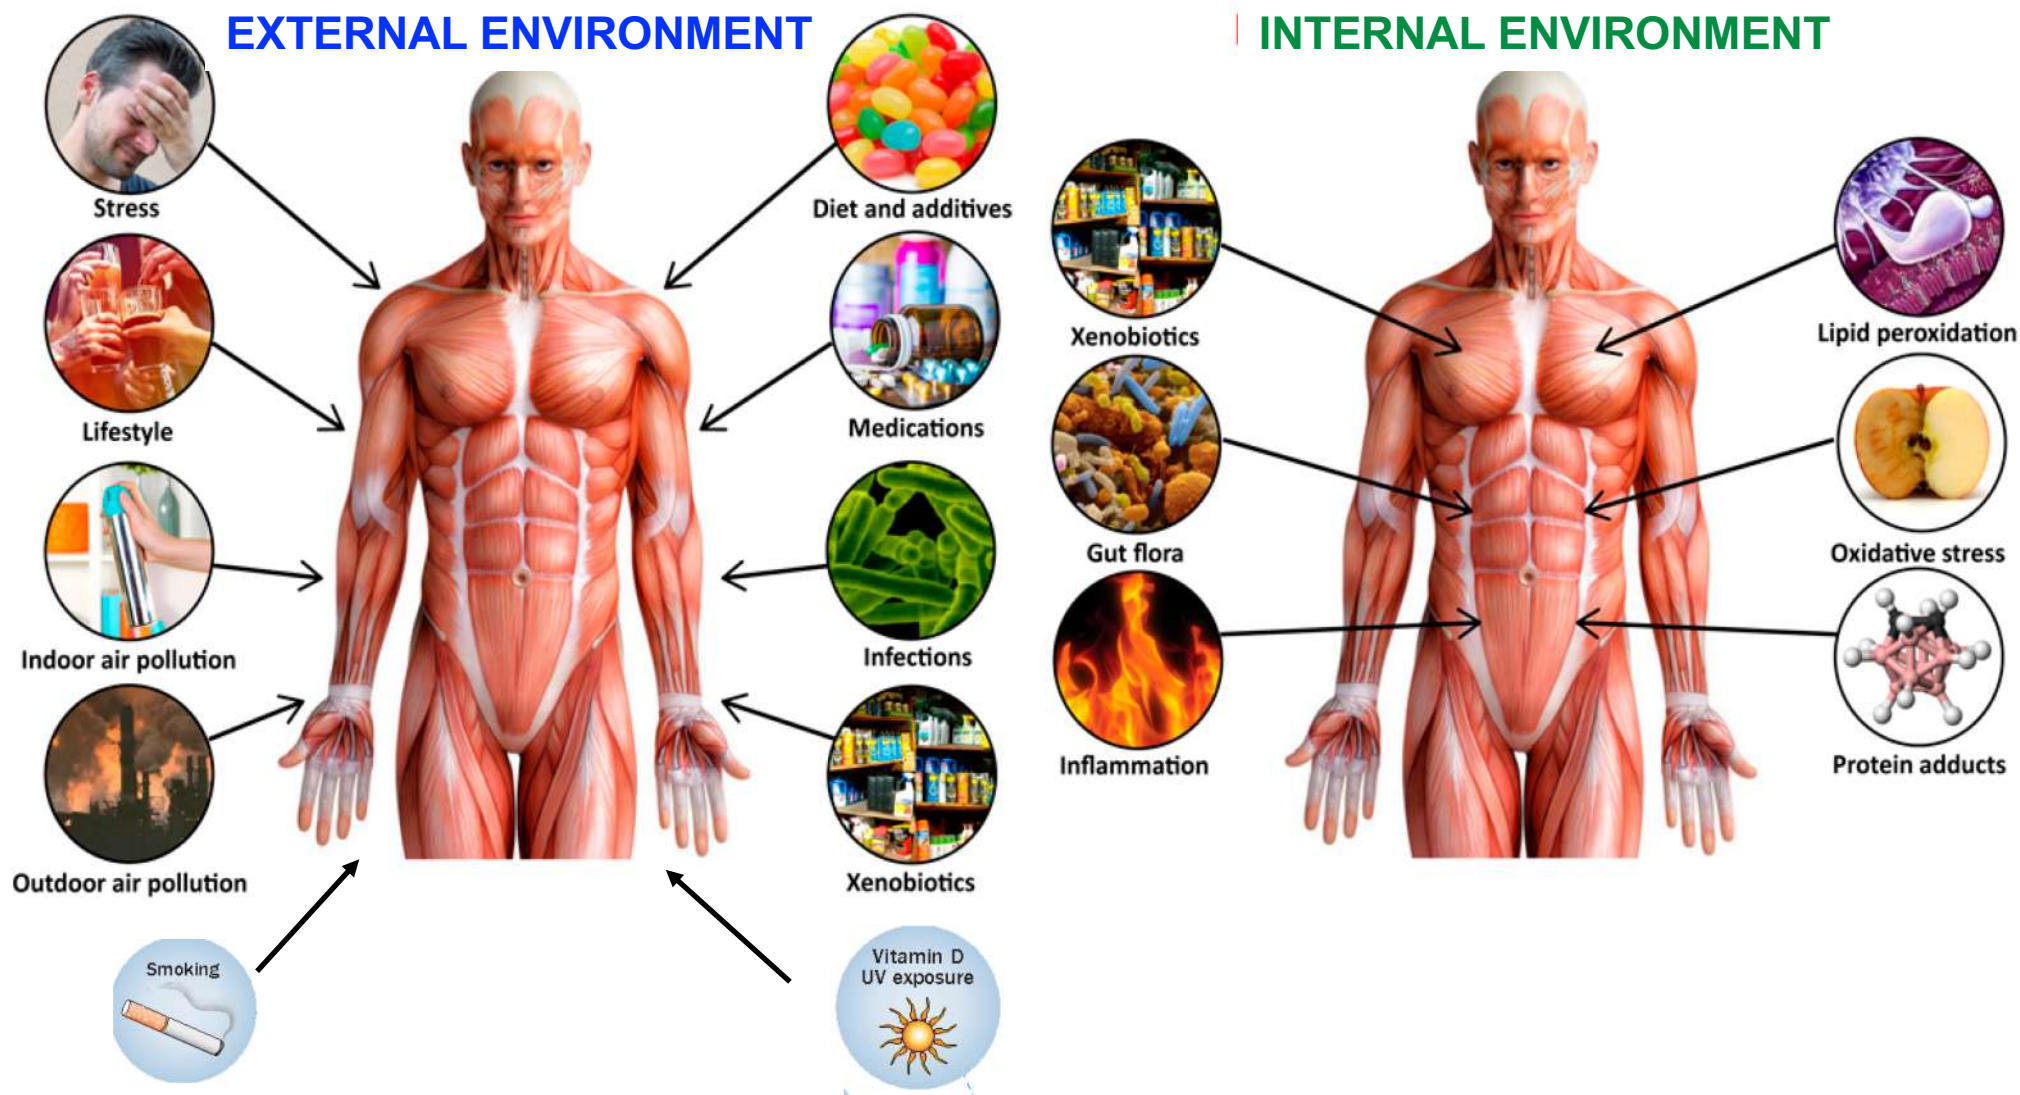 EXTERNAL ENVIRONMENT
Stress
Diet and additives
Lifestyle
Medications
Indoor air pollution
Infections
Outdoor air pollution
Xenobiotics
Smoking
Vitamin D
UV exposure
INTERNAL ENVIRONMENT
Xenobiotics
Lipid peroxidation
Gut flora
Oxidative stress
Inflammation
Protein adducts